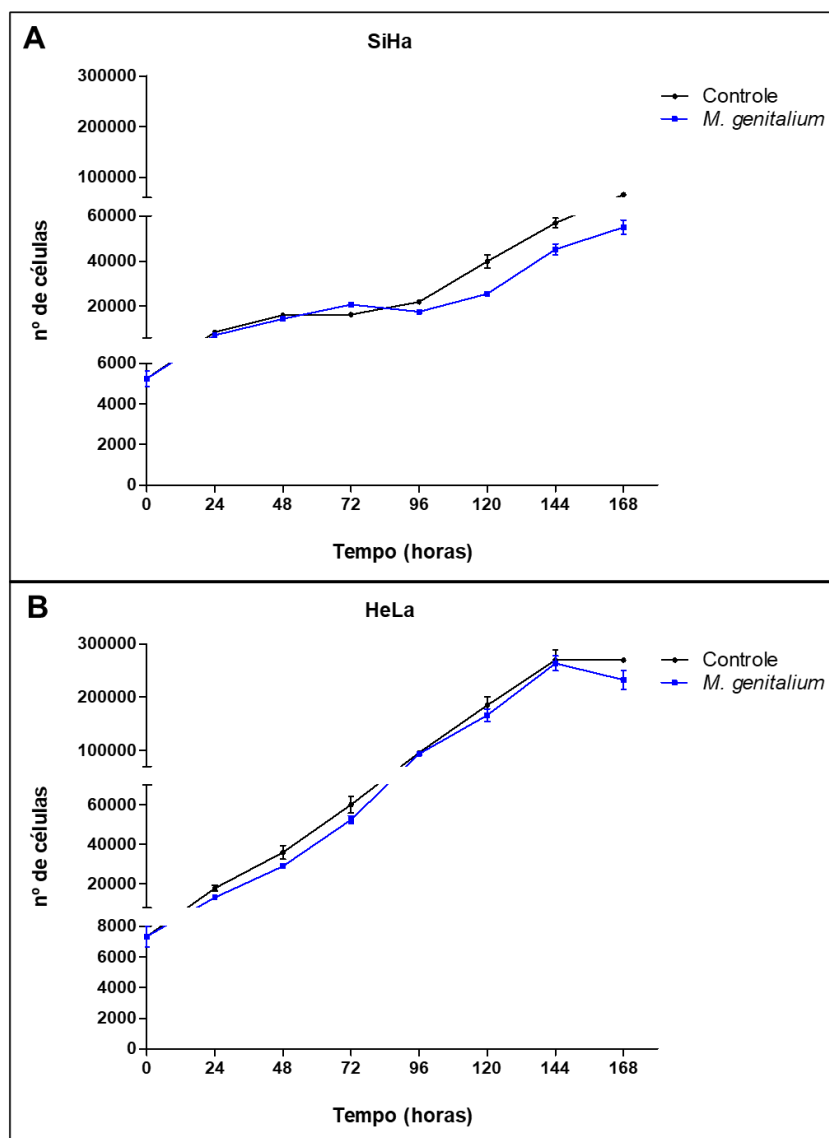 A
SiHa
300000
200000
100000
60000
40000
20000
6000
4000
2000
0
nº de células
Controle
M. genitalium
0 24 48 72 96 120 144 168
Tempo (horas)
B
HeLa
300000
200000
100000
60000
40000
20000
8000
6000
4000
2000
0
nº de células
Controle
M. genitalium
0 24 48 72 96 120 144 168
Tempo (horas)